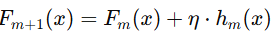 F_{m+1}(x) = F_m(x) + η · h_m(x)